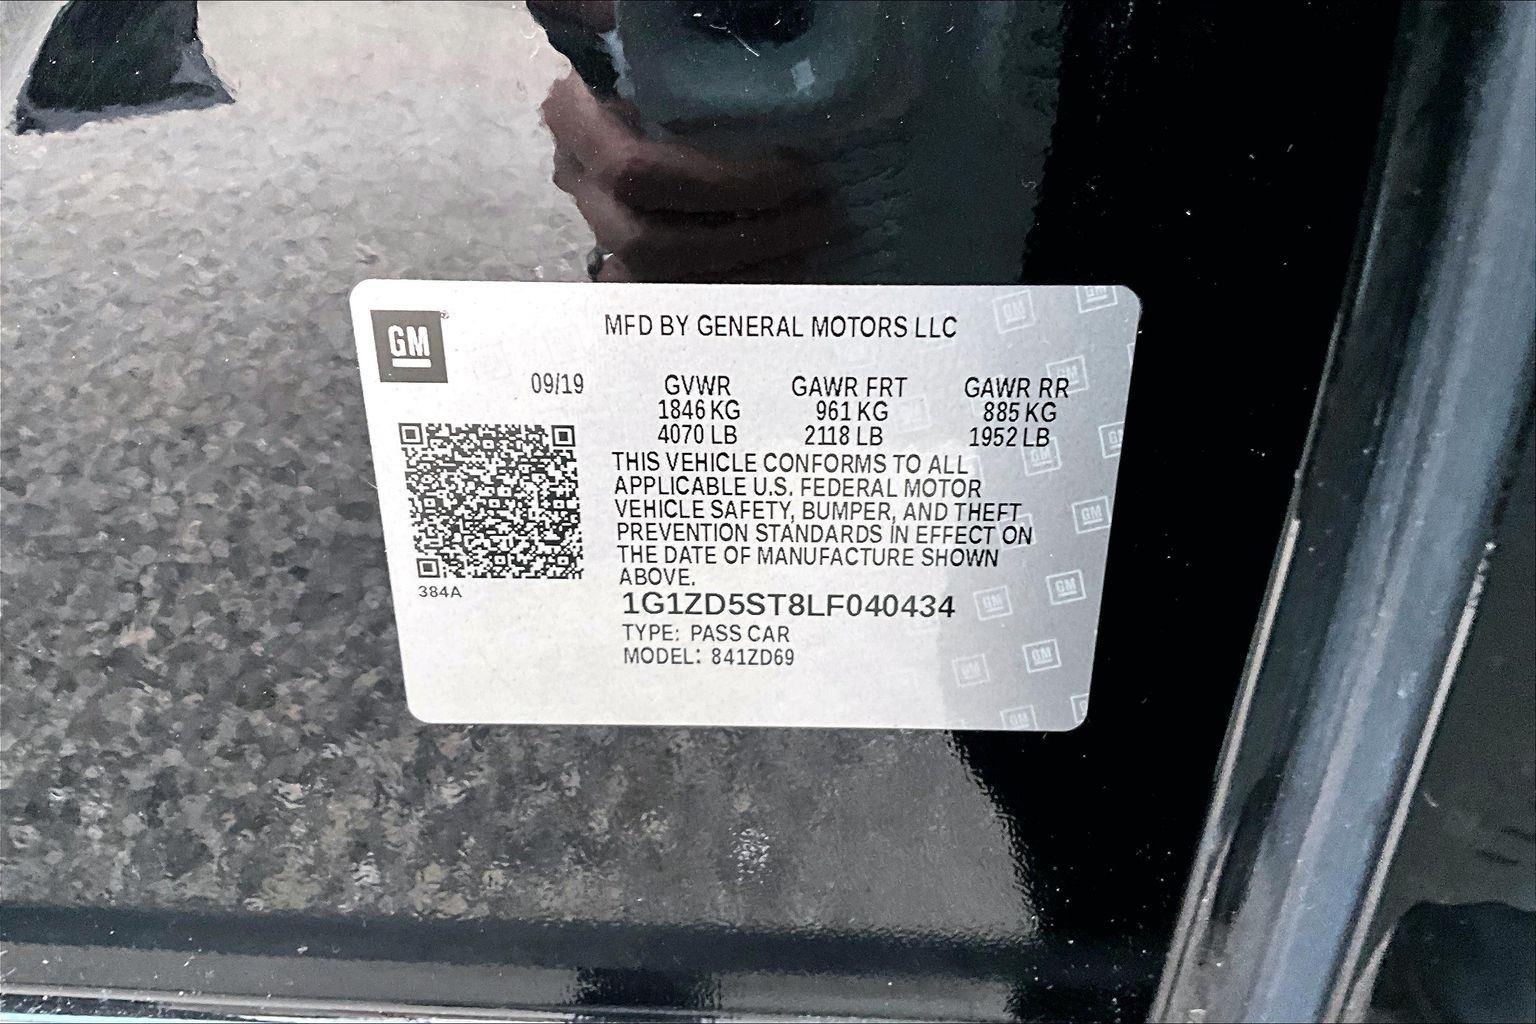 GM
MFD BY GENERAL MOTORS LLC
09/19 GVWR GAWR FRT GAWR RR
1846 KG 961 KG 885 KG
4070 LB 2118 LB 1952 LB
THIS VEHICLE CONFORMS TO ALL
APPLICABLE U.S. FEDERAL MOTOR
VEHICLE SAFETY, BUMPER, AND THEFT
PREVENTION STANDARDS IN EFFECT ON
THE DATE OF MANUFACTURE SHOWN
ABOVE.
384A
1G1ZD5ST8LF040434
TYPE: PASS CAR
MODEL: 841ZD69